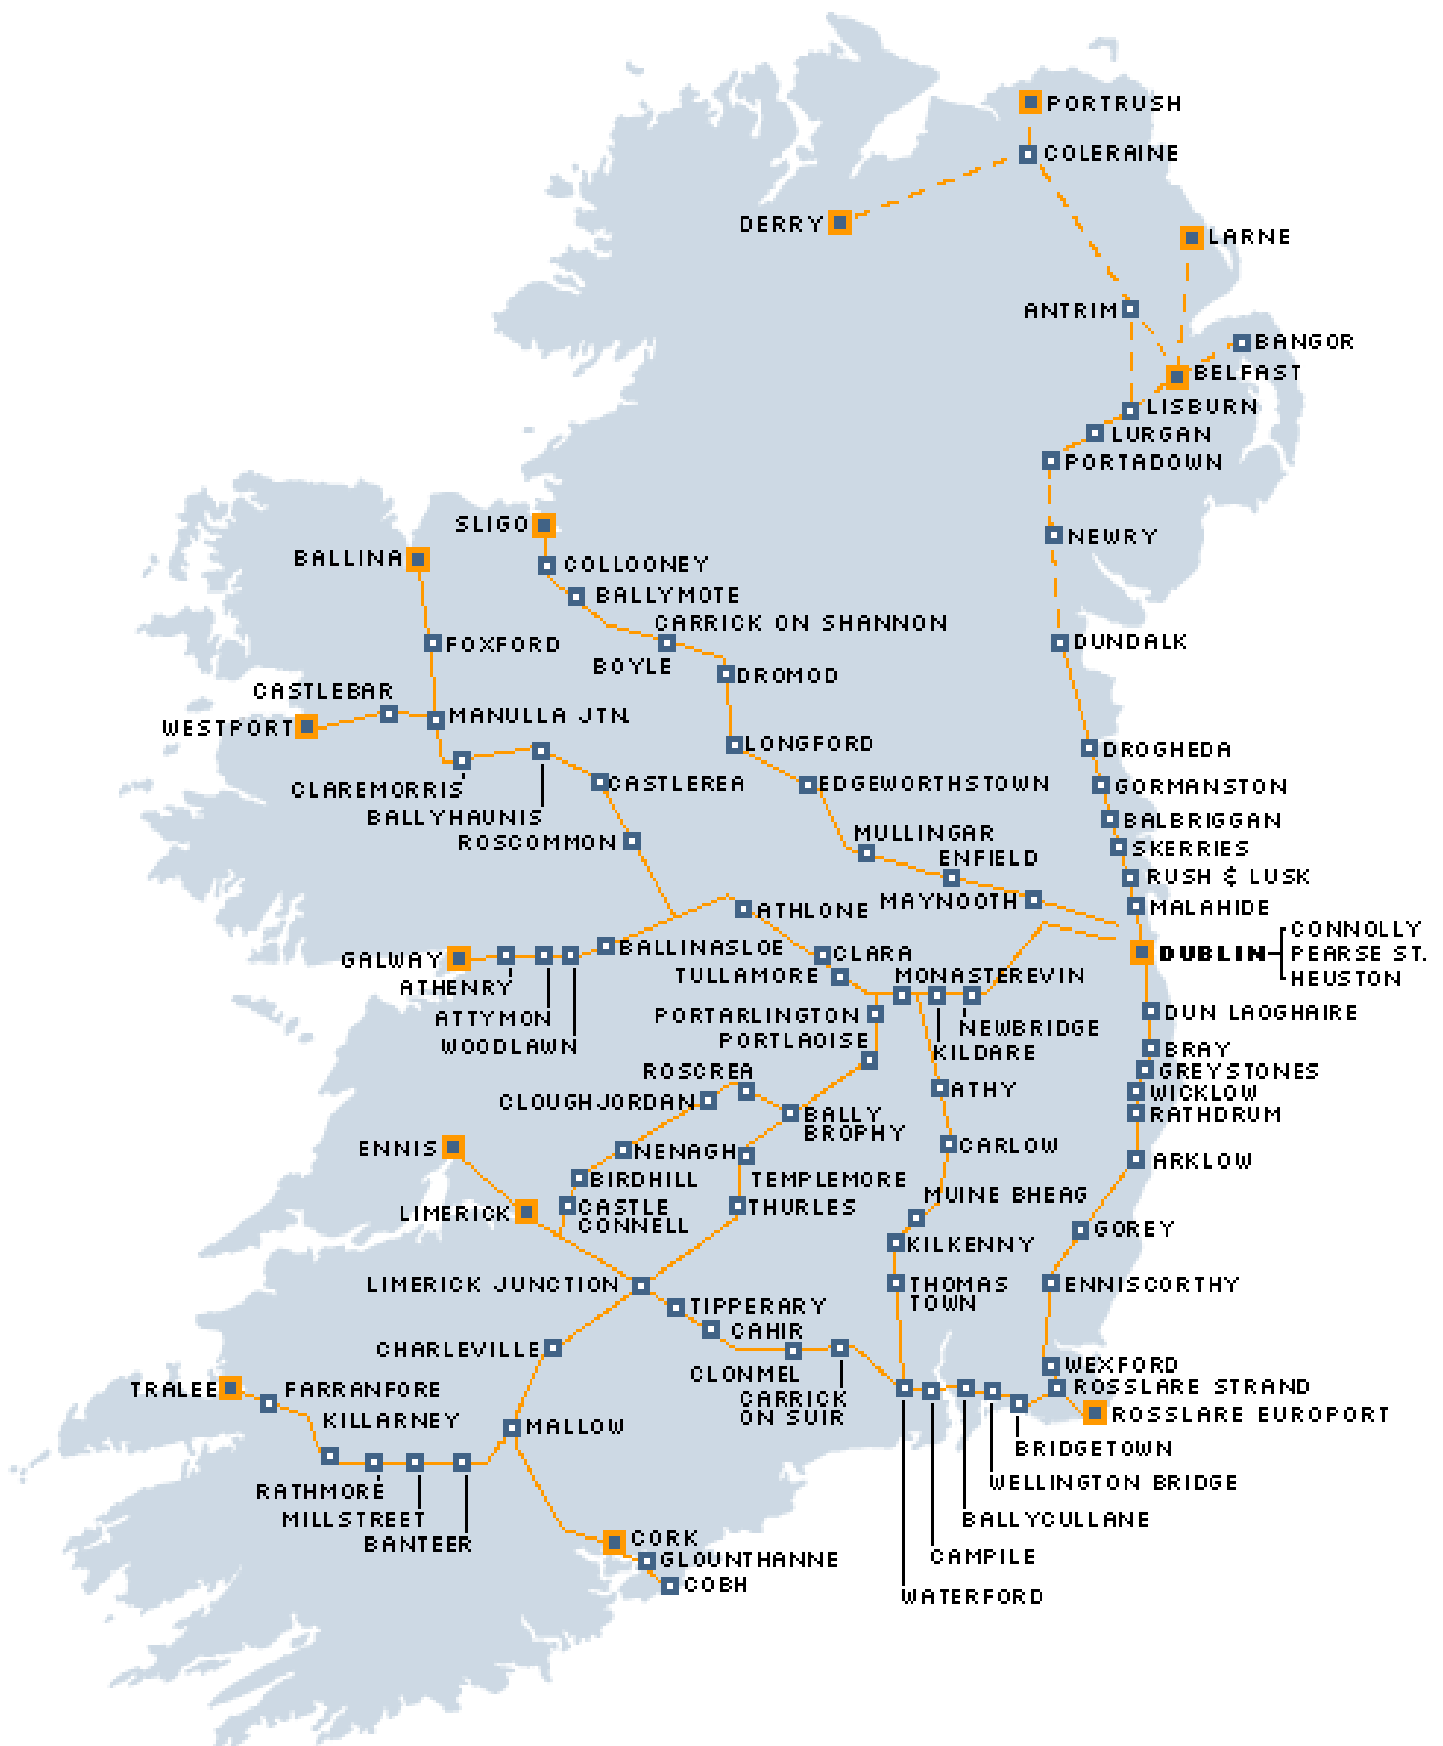 PORTRUSH
COLERAINE
DERRY
LARNE
ANTRIM
BANGOR
BELFAST
LISBURN
LURGAN
PORTADOWN
SLIGO
NEWRY
BALLINA
COLLOONEY
BALLYMOTE
CARRICK ON SHANNON
FOXFORD
DUNDALK
BOYLE
DROMOD
CASTLEBAR
MANULLA JTN.
WESTPORT
LONGFORD
DROGHEDA
CLAREMORRIS
CASTLEREA
EDGEWORTHSTOWN
GORMANSTON
BALLYHAUNIS
BALBRIGGAN
MULLINGAR
ROSCOMMON
SKERRIES
ENFIELD
RUSH & LUSK
MAYNOOTH
ATHLONE
MALAHIDE
CONNOLLY
BALLINASLOE
CLARA
DUBLIN
PEARSE ST.
GALWAY
TULLAMORE
MONASTEREVIN
HEUSTON
ATHENRY
ATTYMON
PORTARLINGTON
DUN LAOGHAIRE
NEWBRIDGE
WOODLAWN
PORTLAOISE
KILDARE
BRAY
ROSCREA
GREYSTONES
CLOUGHJORDAN
ATHY
WICKLOW
BALLY
BROPHY
RATHDRUM
ENNIS
NENAGH
CARLOW
ARKLOW
BIRDHILL
TEMPLEMORE
MUINE BHEAG
LIMERICK
CASTLE
CONNELL
THURLES
GOREY
KILKENNY
LIMERICK JUNCTION
THOMAS
TOWN
ENNISCORTHY
TIPPERARY
CAHIR
CHARLEVILLE
CLONMEL
WEXFORD
TRALEE
FARRANFORE
CARRICK
ON SUIR
ROSSLARE STRAND
KILLARNEY
MALLOW
ROSSLARE EUROPORT
BRIDGETOWN
RATHMORE
WELLINGTON BRIDGE
MILLSTREET
BALLYCULLANE
BANTEER
CORK
CAMPILE
GLOUNTHANNE
COBH
WATERFORD